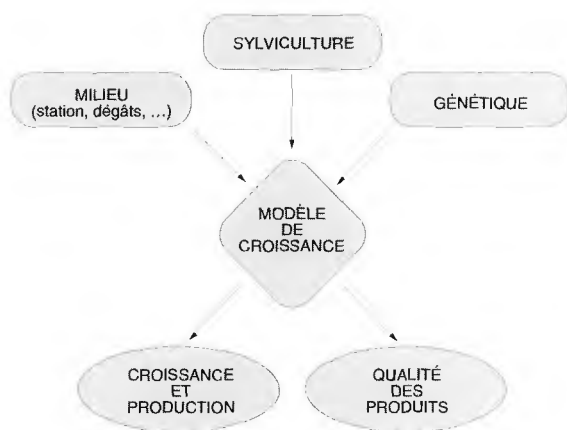 SYLVICULTURE
MILIEU
(station, dégâts, ...)
GÉNÉTIQUE
MODÈLE
DE
CROISSANCE
CROISSANCE
ET
PRODUCTION
QUALITÉ
DES
PRODUITS